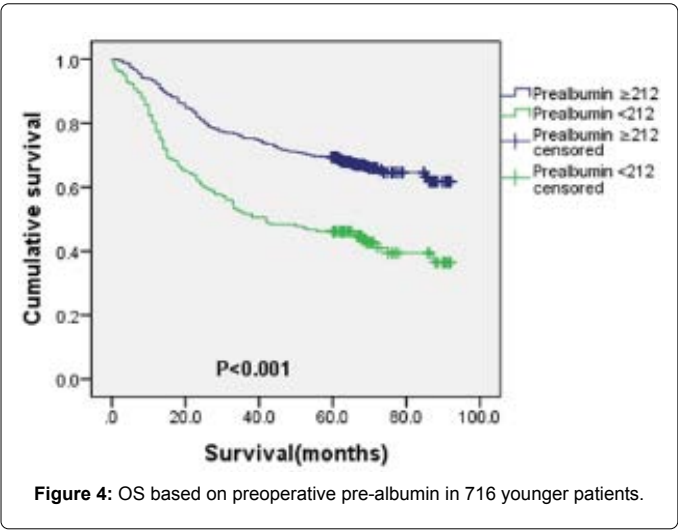 1.0
0.8
0.6
0.4
0.2
0.0
Cumulative survival
P<0.001
.0 20.0 40.0 60.0 80.0 100.0
Survival(months)
Prealbumin ≥212
Prealbumin <212
Prealbumin ≥212
censored
Prealbumin <212
censored
Figure 4: OS based on preoperative pre-albumin in 716 younger patients.